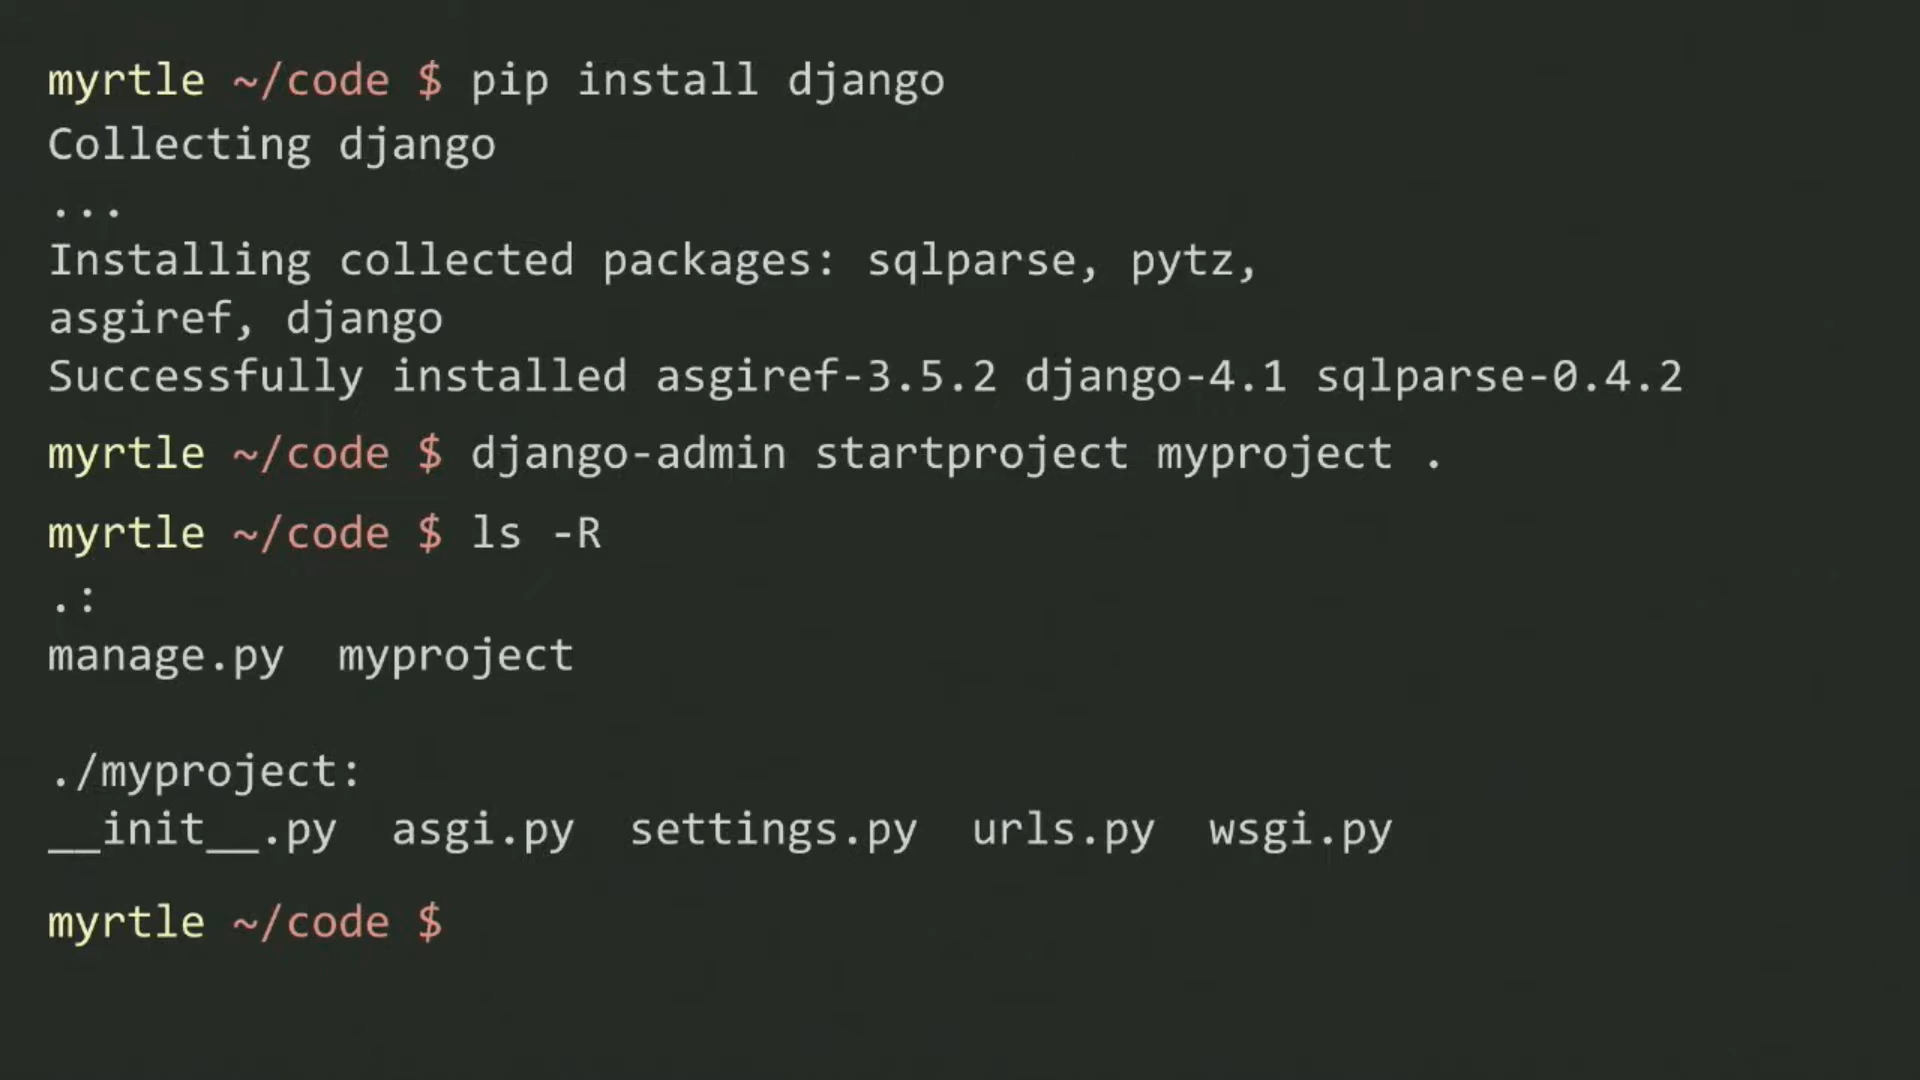 myrtle ~/code $ pip install django
Collecting django
...
Installing collected packages: sqlparse, pytz,
asgiref, django
Successfully installed asgiref-3.5.2 django-4.1 sqlparse-0.4.2
myrtle ~/code $ django-admin startproject myproject .
myrtle ~/code $ ls -R
.:
manage.py  myproject
./myproject:
__init__.py  asgi.py  settings.py  urls.py  wsgi.py
myrtle ~/code $